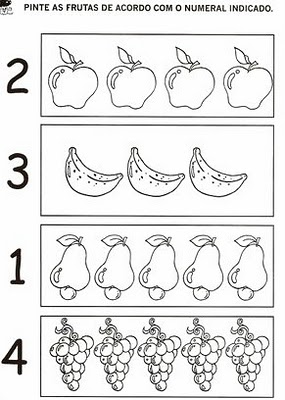 PINTE AS FRUTAS DE ACORDO COM O NUMERAL INDICADO.
2
3
1
4